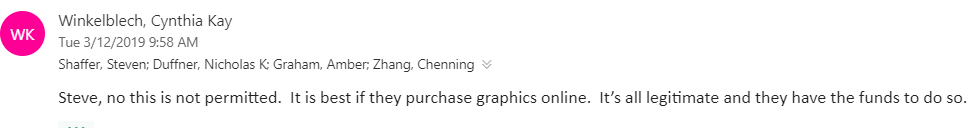 WK
Winkelblech, Cynthia Kay
Tue 3/12/2019 9:58 AM
Shaffer, Steven; Duffner, Nicholas K; Graham, Amber; Zhang, Chenning
Steve, no this is not permitted.  It is best if they purchase graphics online.  It’s all legitimate and they have the funds to do so.